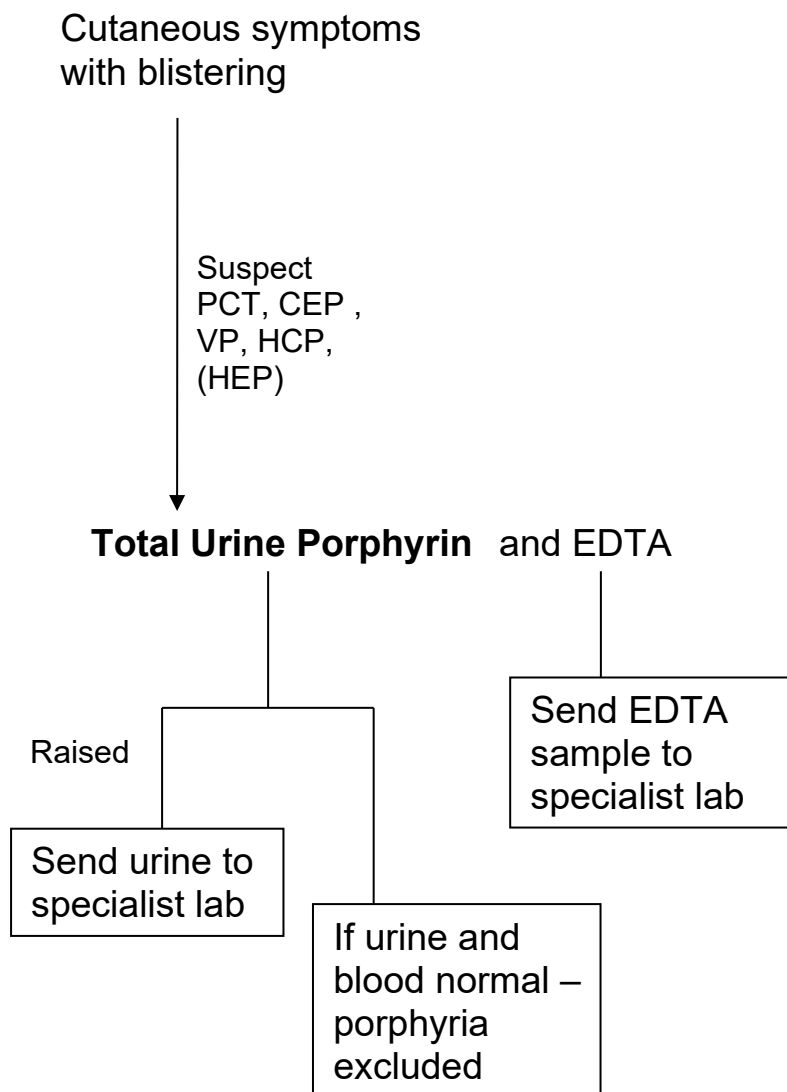 Cutaneous symptoms
with blistering
Suspect
PCT, CEP ,
VP, HCP,
(HEP)
Total Urine Porphyrin and EDTA
Raised
Send urine to
specialist lab
If urine and
blood normal –
porphyria
excluded
Send EDTA
sample to
specialist lab